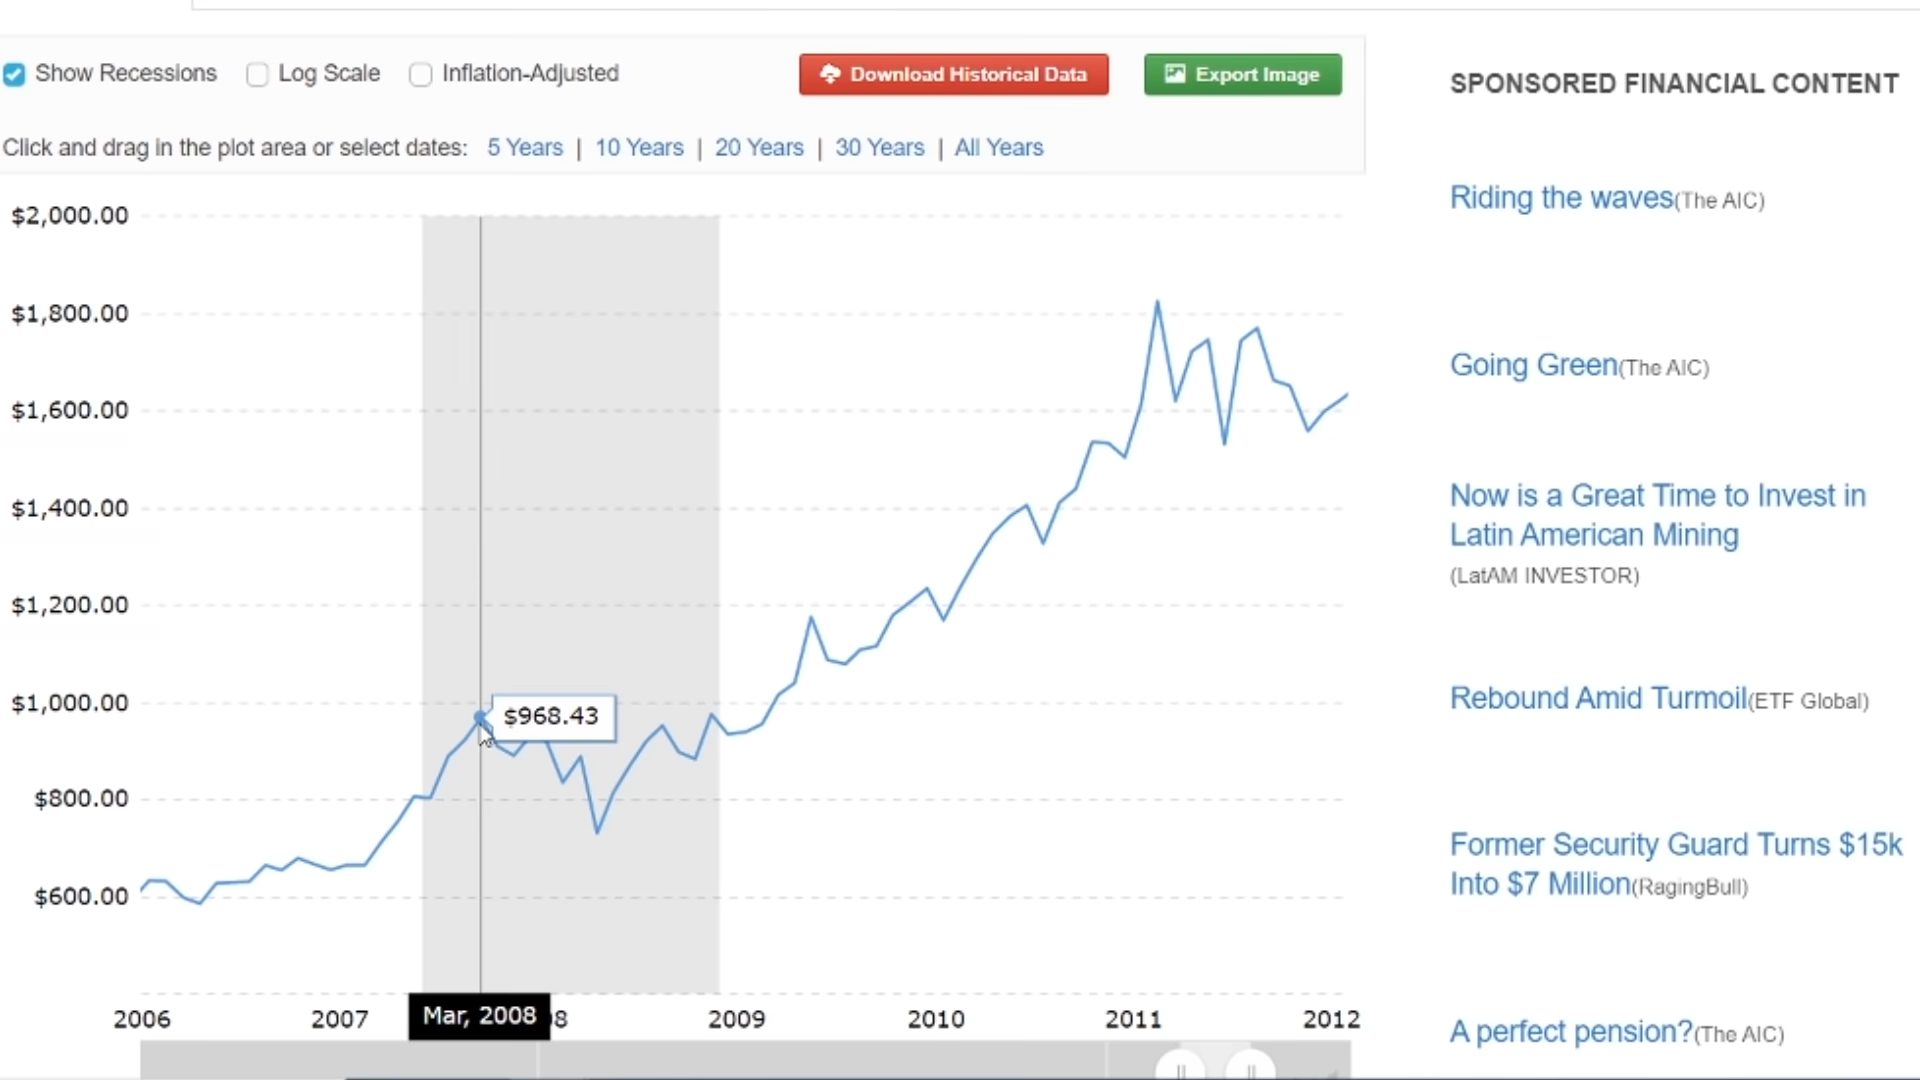 Show Recessions Log Scale Inflation-Adjusted Download Historical Data Export Image
Click and drag in the plot area or select dates: 5 Years | 10 Years | 20 Years | 30 Years | All Years
$2,000.00
$1,800.00
$1,600.00
$1,400.00
$1,200.00
$1,000.00
$800.00
$600.00
$968.43
2006 2007 Mar, 2008 8 2009 2010 2011 2012
SPONSORED FINANCIAL CONTENT
Riding the waves(The AIC)
Going Green(The AIC)
Now is a Great Time to Invest in
Latin American Mining
(LatAM INVESTOR)
Rebound Amid Turmoil(ETF Global)
Former Security Guard Turns $15k
Into $7 Million(RagingBull)
A perfect pension?(The AIC)